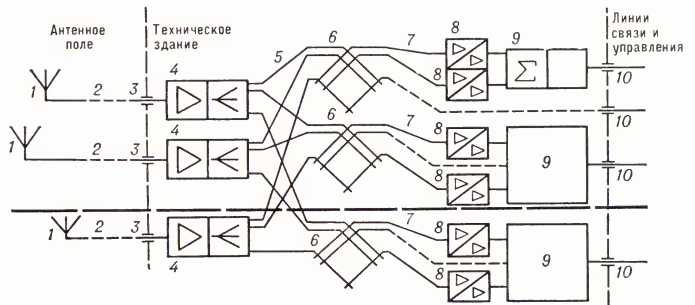 Антенное поле
Техническое здание
Линии связи и управления
4 5 6 7 8 9
8
1 2 3 10
4 6 7 8 10
1 2 3 9 10
8
6 7 8
1 2 3 9 10
4 8
Σ